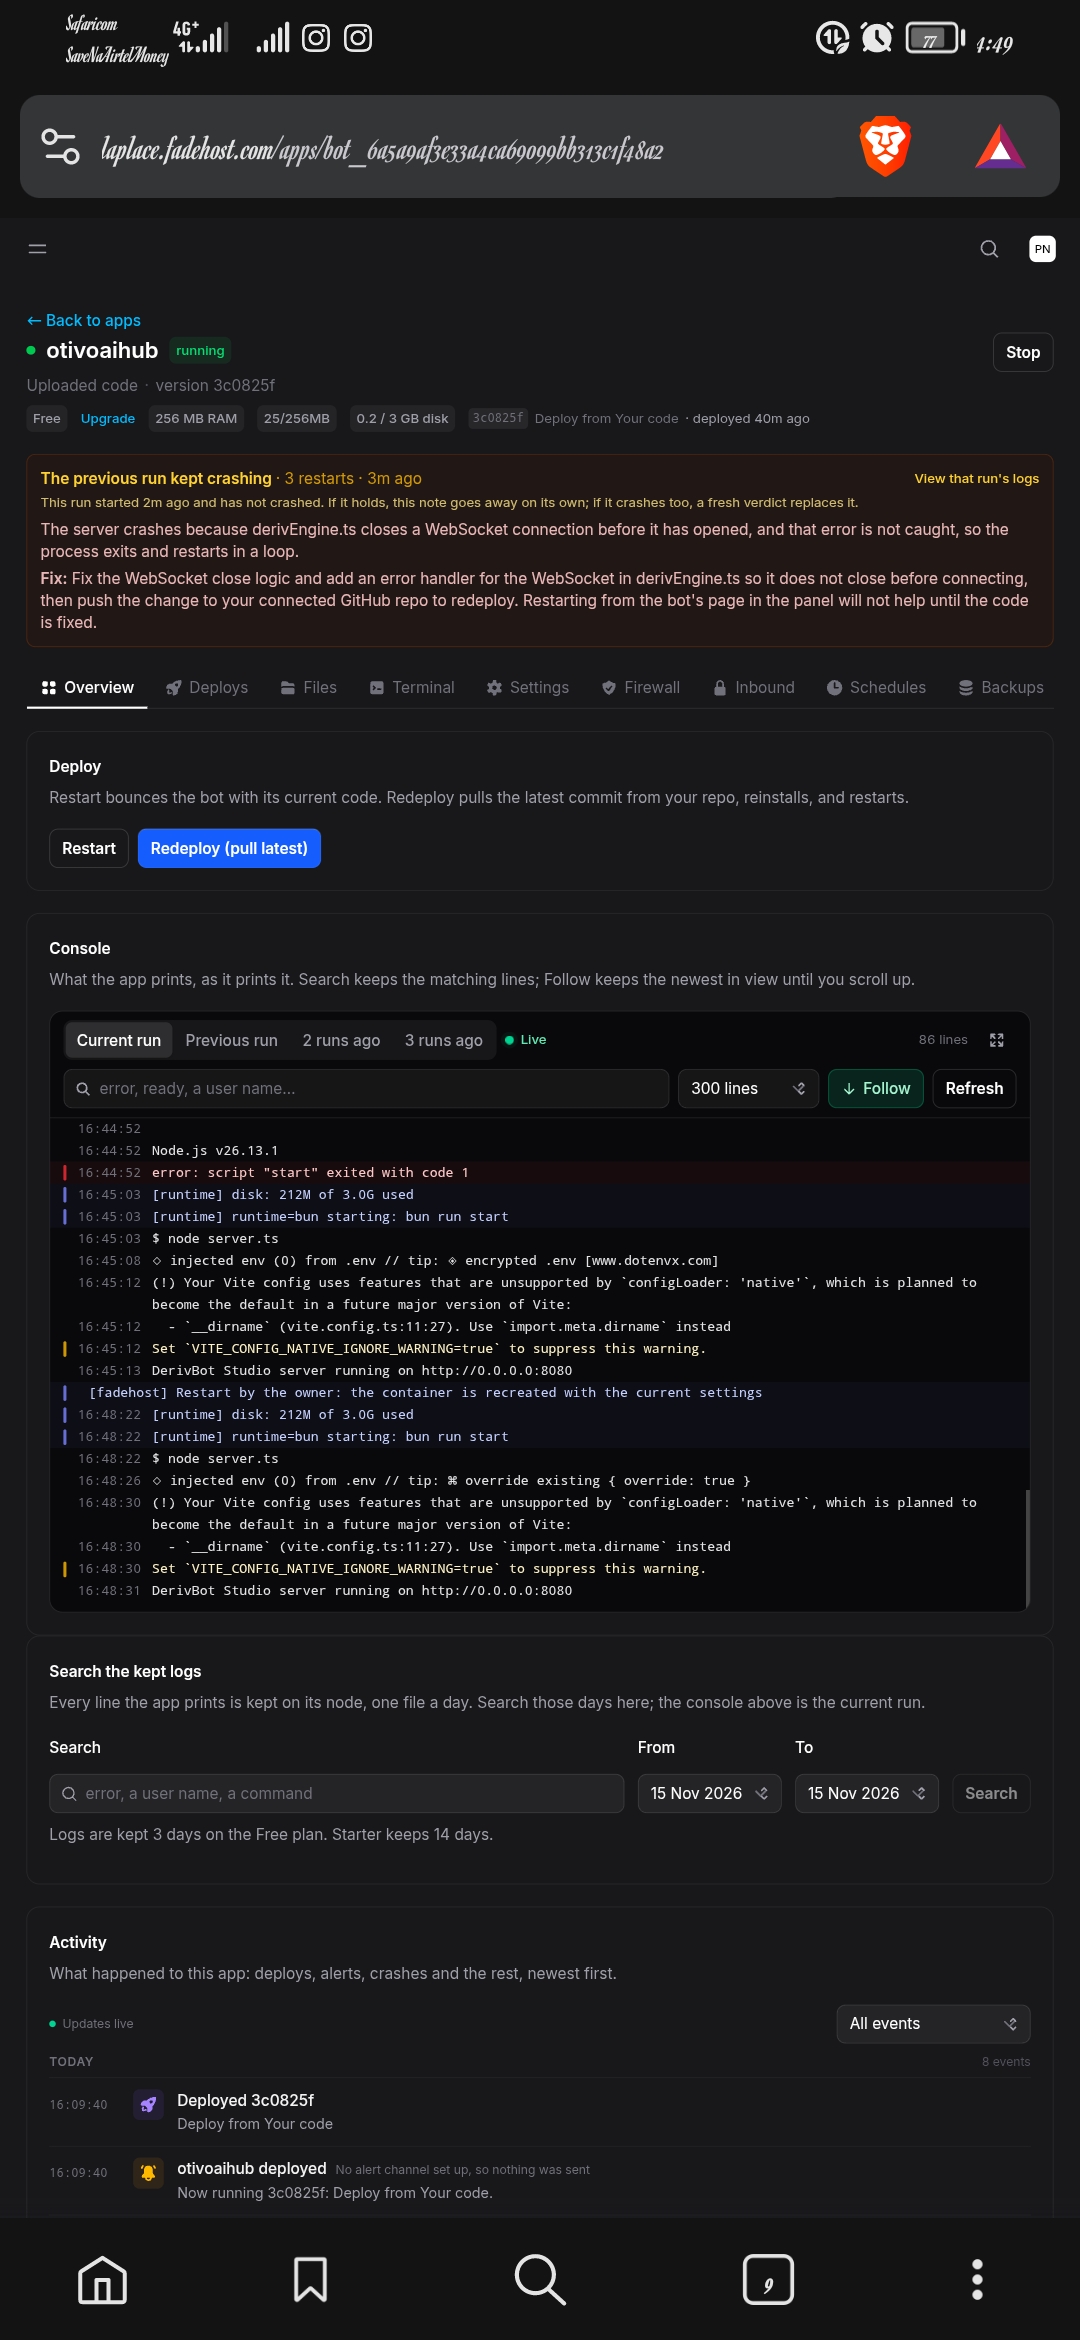 Safaricom
SaveNaAirtelMoney
4G+
77
4:49
laplace.fadehost.com/apps/bot_6a5a9af3e33a4ca69099bb313c1f48a2
PN
← Back to apps
otivoaihub running
Stop
Uploaded code · version 3c0825f
Free Upgrade 256 MB RAM 25/256MB 0.2 / 3 GB disk 3c0825f Deploy from Your code · deployed 40m ago
The previous run kept crashing · 3 restarts · 3m ago
View that run's logs
This run started 2m ago and has not crashed. If it holds, this note goes away on its own; if it crashes too, a fresh verdict replaces it.
The server crashes because derivEngine.ts closes a WebSocket connection before it has opened, and that error is not caught, so the
process exits and restarts in a loop.
Fix: Fix the WebSocket close logic and add an error handler for the WebSocket in derivEngine.ts so it does not close before connecting,
then push the change to your connected GitHub repo to redeploy. Restarting from the bot's page in the panel will not help until the code
is fixed.
Overview Deploys Files Terminal Settings Firewall Inbound Schedules Backups
Deploy
Restart bounces the bot with its current code. Redeploy pulls the latest commit from your repo, reinstalls, and restarts.
Restart Redeploy (pull latest)
Console
What the app prints, as it prints it. Search keeps the matching lines; Follow keeps the newest in view until you scroll up.
Current run Previous run 2 runs ago 3 runs ago Live 86 lines
error, ready, a user name... 300 lines ↓ Follow Refresh
16:44:52
16:44:52 Node.js v26.13.1
16:44:52 error: script "start" exited with code 1
16:45:03 [runtime] disk: 212M of 3.0G used
16:45:03 [runtime] runtime=bun starting: bun run start
16:45:03 $ node server.ts
16:45:08 ◇ injected env (0) from .env // tip: ◈ encrypted .env [www.dotenvx.com]
16:45:12 (!) Your Vite config uses features that are unsupported by `configLoader: 'native'`, which is planned to
become the default in a future major version of Vite:
16:45:12 - `__dirname` (vite.config.ts:11:27). Use `import.meta.dirname` instead
16:45:12 Set `VITE_CONFIG_NATIVE_IGNORE_WARNING=true` to suppress this warning.
16:45:13 DerivBot Studio server running on http://0.0.0.0:8080
[fadehost] Restart by the owner: the container is recreated with the current settings
16:48:22 [runtime] disk: 212M of 3.0G used
16:48:22 [runtime] runtime=bun starting: bun run start
16:48:22 $ node server.ts
16:48:26 ◇ injected env (0) from .env // tip: ⌘ override existing { override: true }
16:48:30 (!) Your Vite config uses features that are unsupported by `configLoader: 'native'`, which is planned to
become the default in a future major version of Vite:
16:48:30 - `__dirname` (vite.config.ts:11:27). Use `import.meta.dirname` instead
16:48:30 Set `VITE_CONFIG_NATIVE_IGNORE_WARNING=true` to suppress this warning.
16:48:31 DerivBot Studio server running on http://0.0.0.0:8080
Search the kept logs
Every line the app prints is kept on its node, one file a day. Search those days here; the console above is the current run.
Search From To
error, a user name, a command 15 Nov 2026 15 Nov 2026 Search
Logs are kept 3 days on the Free plan. Starter keeps 14 days.
Activity
What happened to this app: deploys, alerts, crashes and the rest, newest first.
Updates live All events
TODAY 8 events
16:09:40 Deployed 3c0825f
Deploy from Your code
16:09:40 otivoaihub deployed No alert channel set up, so nothing was sent
Now running 3c0825f: Deploy from Your code.
9